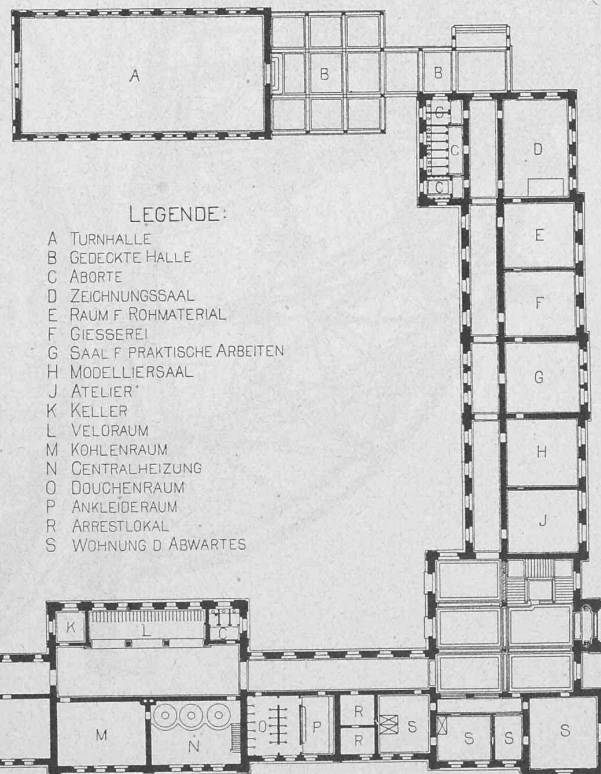 A
B
B
C
C
C
D
LEGENDE:
A TURNHALLE
B GEDECKTE HALLE
C ABORTE
D ZEICHNUNGSSAAL
E RAUM F ROHMATERIAL
F GIESSEREI
G SAAL F PRAKTISCHE ARBEITEN
H MODELLIERSAAL
J ATELIER
K KELLER
L VELORAUM
M KOHLENRAUM
N CENTRALHEIZUNG
O DOUCHENRAUM
P ANKLEIDERAUM
R ARRESTLOKAL
S WOHNUNG D ABWARTES
E
F
G
H
J
K
L
C
M
N
O
P
R
R
S
S
S
S